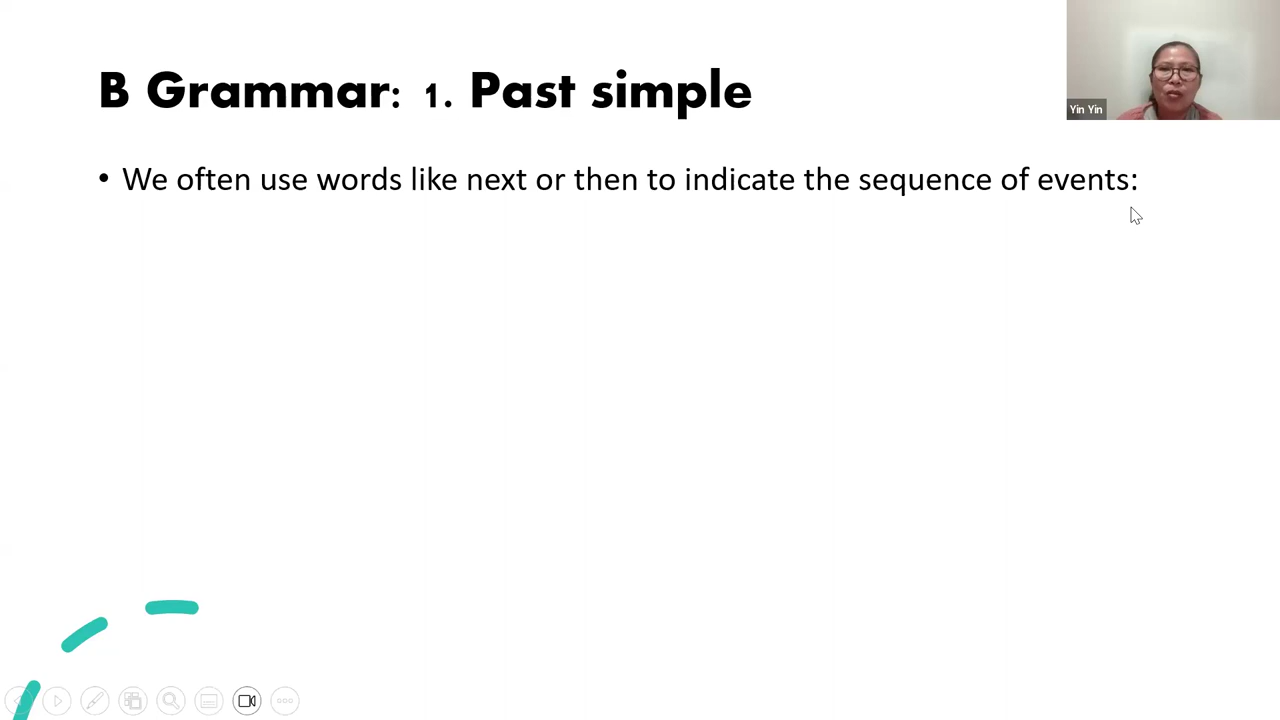 B Grammar: 1. Past simple
Yin Yin
• We often use words like next or then to indicate the sequence of events: